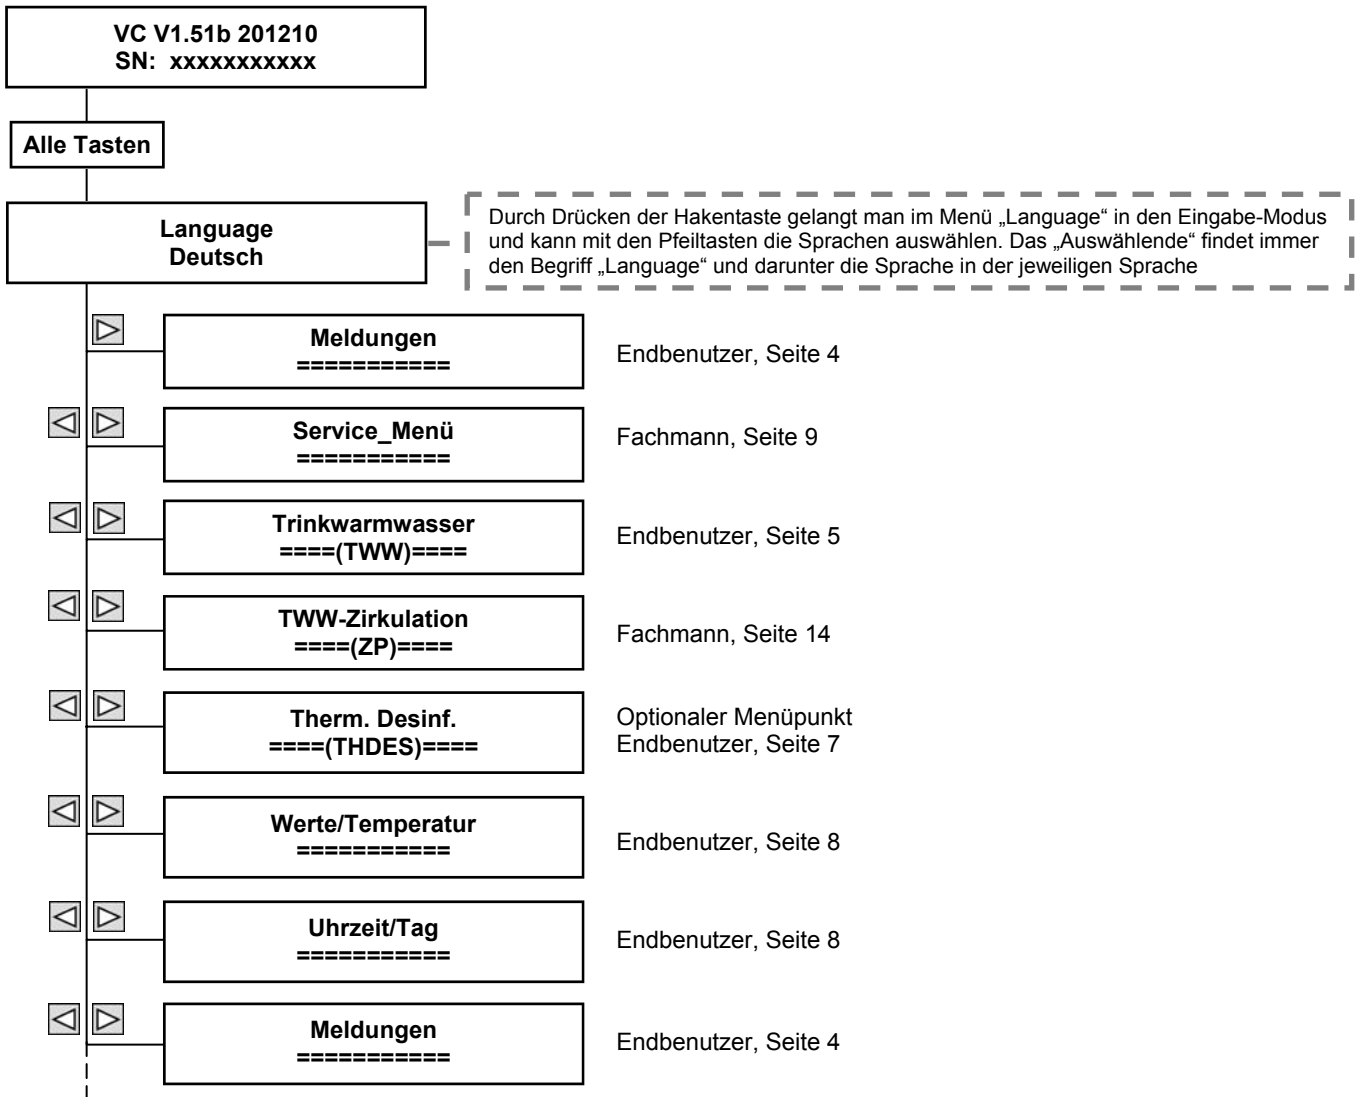 VC V1.51b 201210
SN: xxxxxxxxxxx
Alle Tasten
Language
Deutsch
Durch Drücken der Hakentaste gelangt man im Menü „Language“ in den Eingabe-Modus
und kann mit den Pfeiltasten die Sprachen auswählen. Das „Auswählende“ findet immer
den Begriff „Language“ und darunter die Sprache in der jeweiligen Sprache
Meldungen
===========
Endbenutzer, Seite 4
Service_Menü
===========
Fachmann, Seite 9
Trinkwarmwasser
====(TWW)====
Endbenutzer, Seite 5
TWW-Zirkulation
====(ZP)====
Fachmann, Seite 14
Therm. Desinf.
====(THDES)====
Optionaler Menüpunkt
Endbenutzer, Seite 7
Werte/Temperatur
===========
Endbenutzer, Seite 8
Uhrzeit/Tag
===========
Endbenutzer, Seite 8
Meldungen
===========
Endbenutzer, Seite 4